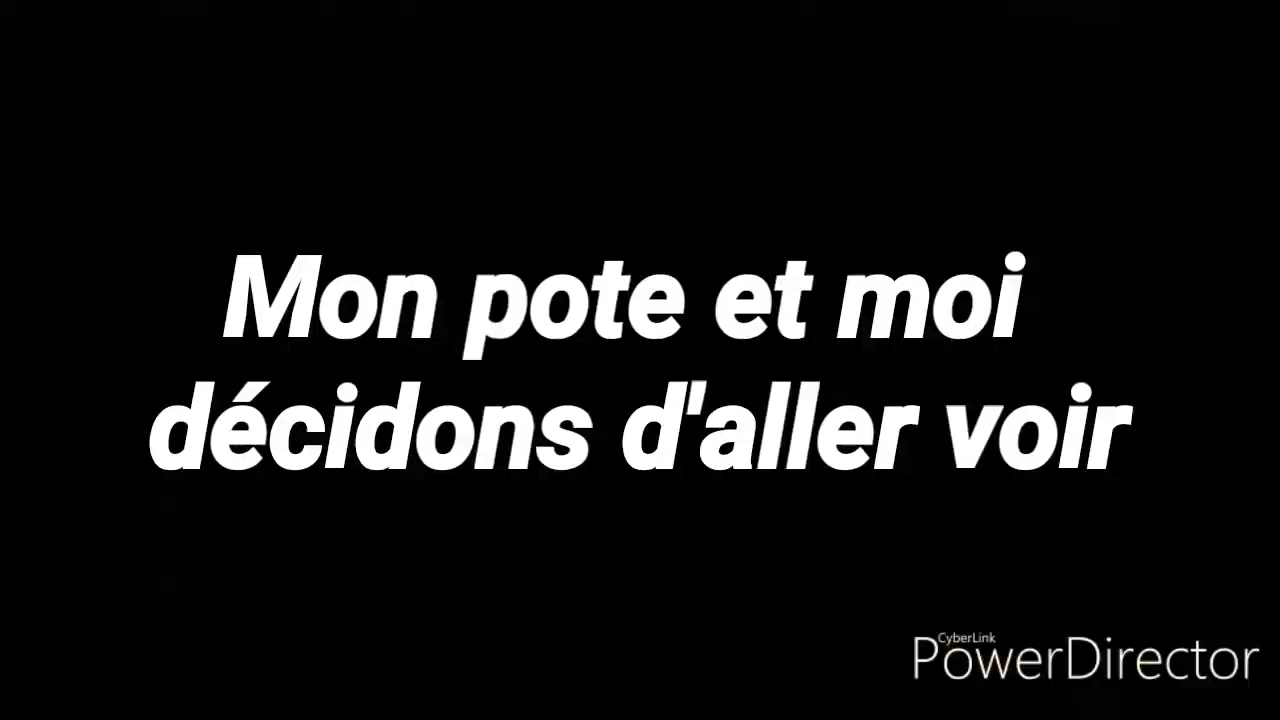 Mon pote et moi
décidons d'aller voir
CyberLink
PowerDirector